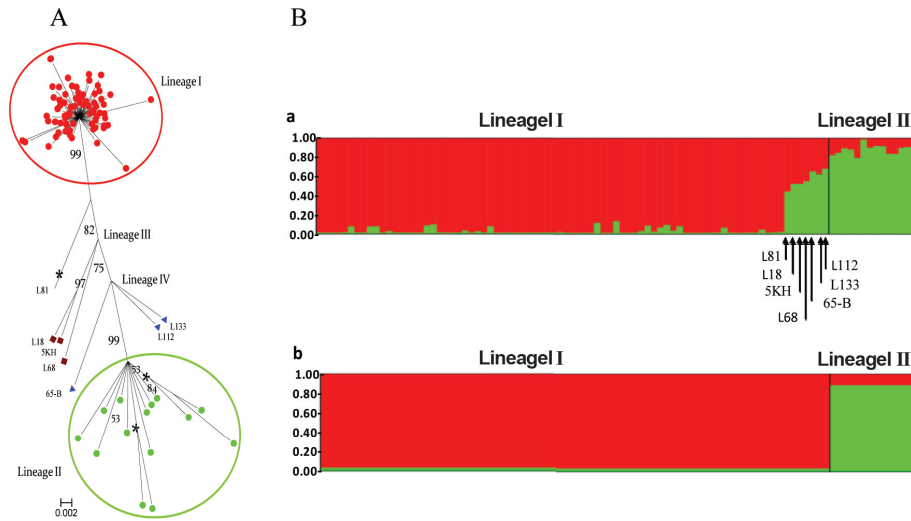 A
B
Lineage I
99
82
Lineage III
75
97
Lineage IV
*
L81
L18
5KH
L68
L133
L112
99
65-B
53
*
84
53
*
Lineage II
0.002
a
LineageI I
Lineage II
1.00
0.80
0.60
0.40
0.20
0.00
L81
L18
5KH
L68
L112
L133
65-B
b
LineageI I
Lineage II
1.00
0.80
0.60
0.40
0.20
0.00